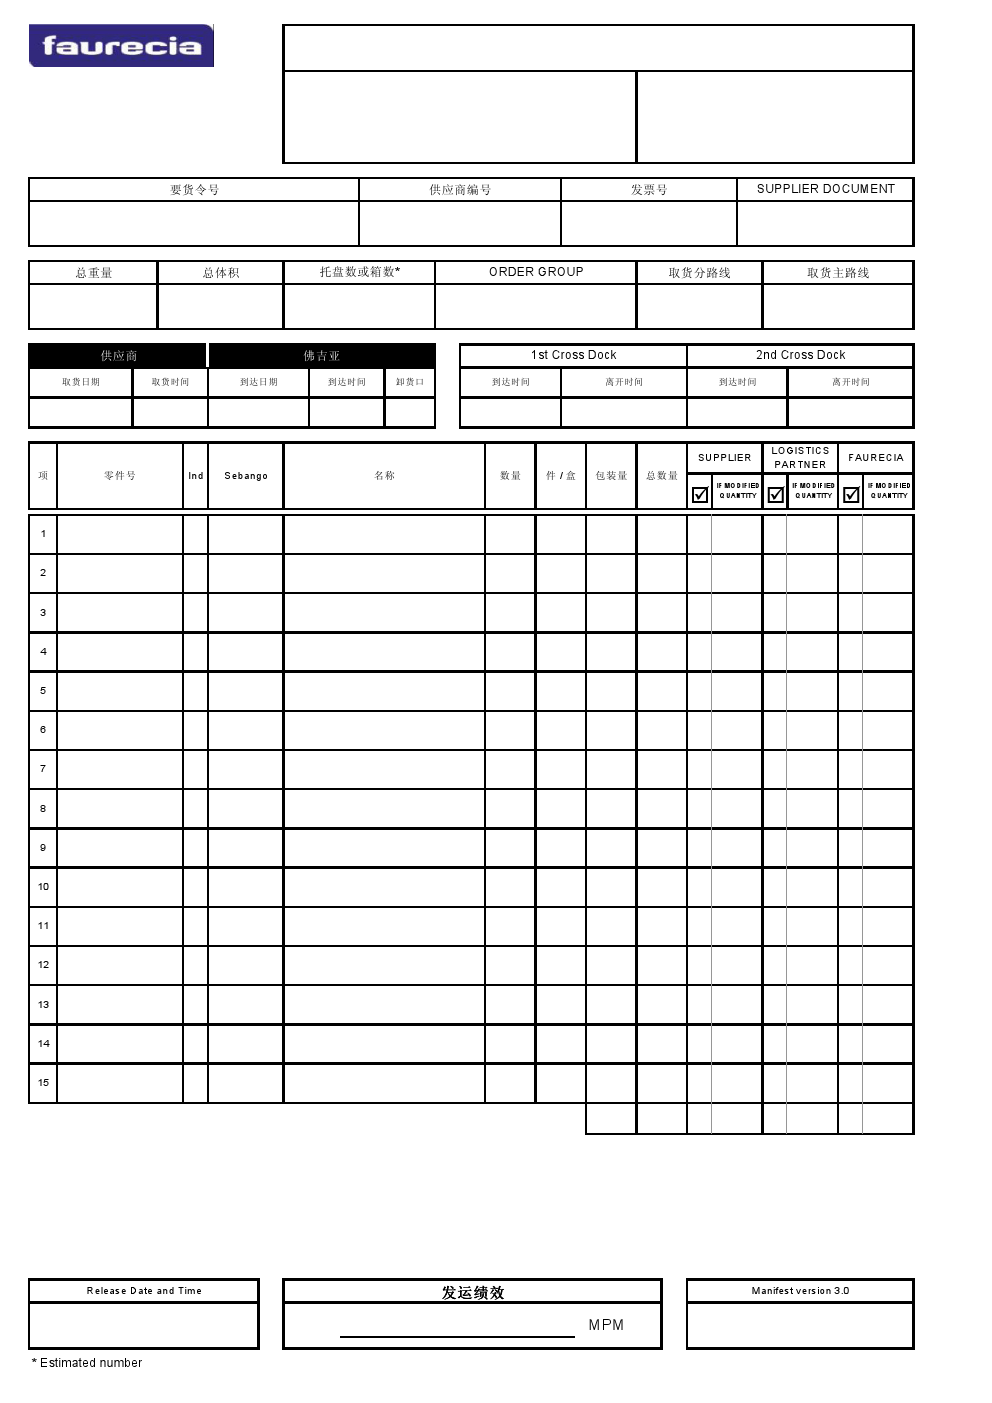 faurecia
要货令号 供应商编号 发票号 SUPPLIER DOCUMENT
总重量 总体积 托盘数或箱数* ORDER GROUP 取货分路线 取货主路线
供应商 佛吉亚 1st Cross Dock 2nd Cross Dock
取货日期 取货时间 到达日期 到达时间 卸货口 到达时间 离开时间 到达时间 离开时间
项 零件号 Ind Sebango 名称 数量 件 / 盒 包装量 总数量 SUPPLIER LOGISTICS PARTNER FAURECIA
IF MODIFIED QUANTITY IF MODIFIED QUANTITY IF MODIFIED QUANTITY
1
2
3
4
5
6
7
8
9
10
11
12
13
14
15
Release Date and Time 发运绩效 Manifest version 3.0
MPM
* Estimated number